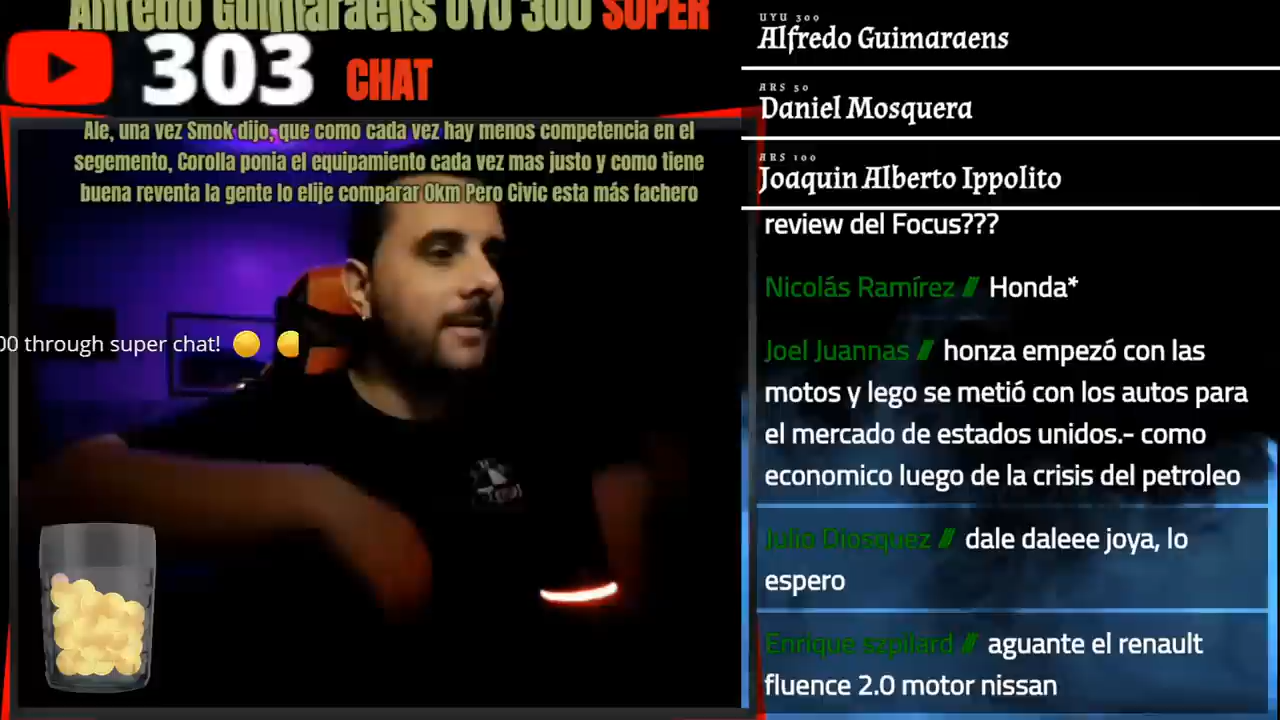 Alfredo Guimaraens UYU 300 SUPER
303 CHAT
Ale, una vez Smok dijo, que como cada vez hay menos competencia en el
segemento, Corolla ponia el equipamiento cada vez mas justo y como tiene
buena reventa la gente lo elije comparar 0km Pero Civic esta más fachero
00 through super chat!
UYU 300
Alfredo Guimaraens
ARS 50
Daniel Mosquera
ARS 100
Joaquin Alberto Ippolito
review del Focus???
Nicolás Ramírez /// Honda*
Joel Juannas /// honza empezó con las
motos y lego se metió con los autos para
el mercado de estados unidos.- como
economico luego de la crisis del petroleo
Julio Diosquez /// dale daleee joya, lo
espero
Enrique szpilard /// aguante el renault
fluence 2.0 motor nissan